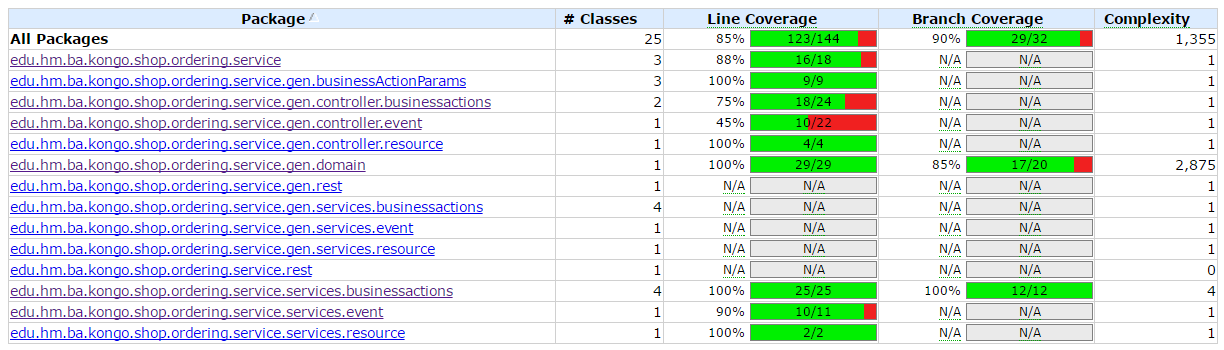 Package # Classes Line Coverage Branch Coverage Complexity
All Packages 25 85% 123/144 90% 29/32 1,355
edu.hm.ba.kongo.shop.ordering.service 3 88% 16/18 N/A N/A 1
edu.hm.ba.kongo.shop.ordering.service.gen.businessActionParams 3 100% 9/9 N/A N/A 1
edu.hm.ba.kongo.shop.ordering.service.gen.controller.businessactions 2 75% 18/24 N/A N/A 1
edu.hm.ba.kongo.shop.ordering.service.gen.controller.event 1 45% 10/22 N/A N/A 1
edu.hm.ba.kongo.shop.ordering.service.gen.controller.resource 1 100% 4/4 N/A N/A 1
edu.hm.ba.kongo.shop.ordering.service.gen.domain 1 100% 29/29 85% 17/20 2,875
edu.hm.ba.kongo.shop.ordering.service.gen.rest 1 N/A N/A N/A N/A 1
edu.hm.ba.kongo.shop.ordering.service.gen.services.businessactions 4 N/A N/A N/A N/A 1
edu.hm.ba.kongo.shop.ordering.service.gen.services.event 1 N/A N/A N/A N/A 1
edu.hm.ba.kongo.shop.ordering.service.gen.services.resource 1 N/A N/A N/A N/A 1
edu.hm.ba.kongo.shop.ordering.service.rest 1 N/A N/A N/A N/A 0
edu.hm.ba.kongo.shop.ordering.service.services.businessactions 4 100% 25/25 100% 12/12 4
edu.hm.ba.kongo.shop.ordering.service.services.event 1 90% 10/11 N/A N/A 1
edu.hm.ba.kongo.shop.ordering.service.services.resource 1 100% 2/2 N/A N/A 1